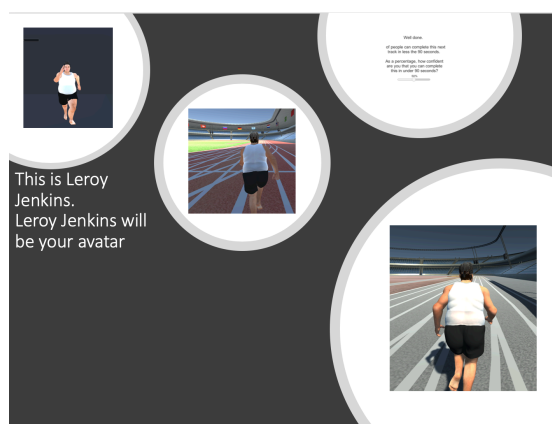 Well done.
of people can complete this next
track in less the 90 seconds.
As a percentage, how confident
are you that you can complete
this in under 90 seconds?
This is Leroy
Jenkins.
Leroy Jenkins will
be your avatar